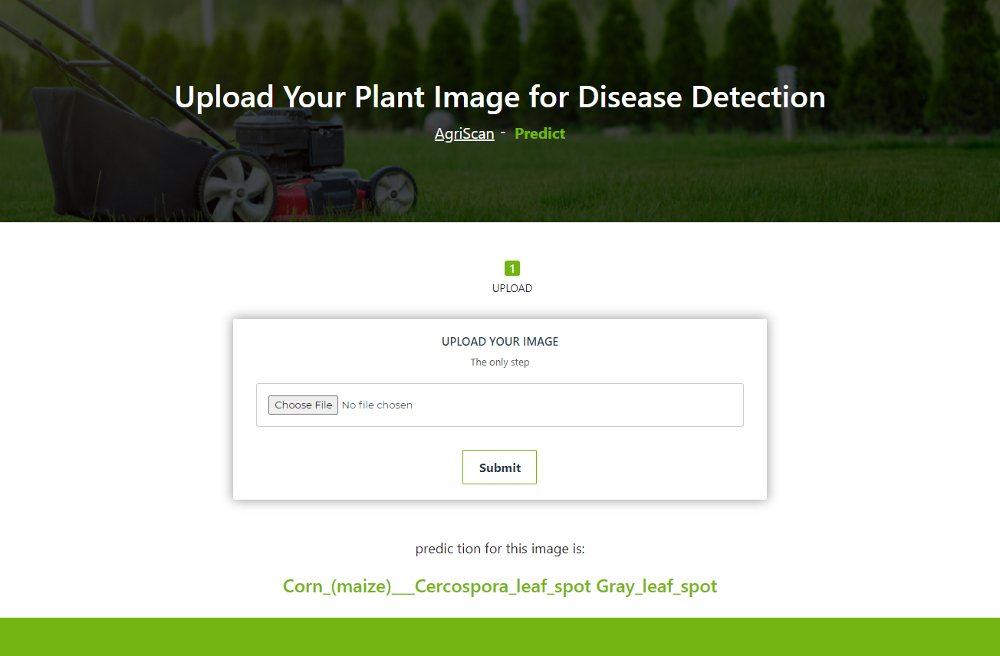 Upload Your Plant Image for Disease Detection
AgriScan - Predict
1
UPLOAD
UPLOAD YOUR IMAGE
The only step
Choose File No file chosen
Submit
predic tion for this image is:
Corn_(maize)___Cercospora_leaf_spot Gray_leaf_spot